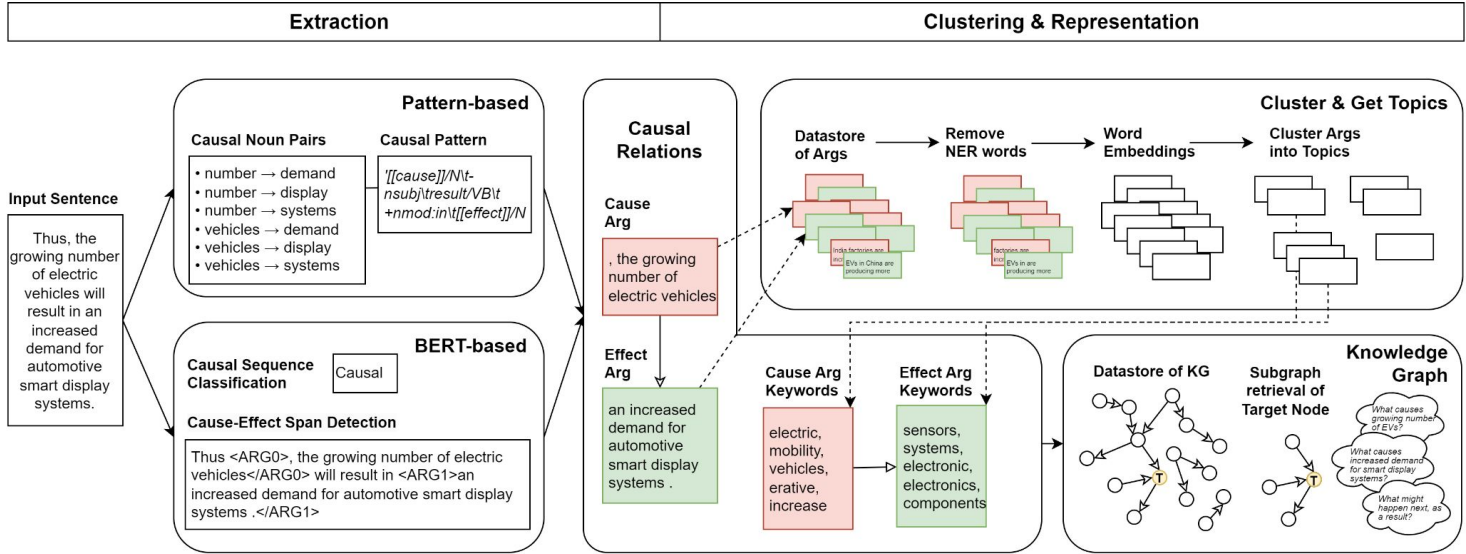 Extraction
Clustering & Representation
Input Sentence
Thus, the
growing number
of electric
vehicles will
result in an
increased
demand for
automotive
smart display
systems.
Pattern-based
Causal Noun Pairs
• number → demand
• number → display
• number → systems
• vehicles → demand
• vehicles → display
• vehicles → systems
Causal Pattern
'[[cause]]/N\t-
nsubj\tresult/VB\t
+nmod:in\t[[effect]]/N
BERT-based
Causal Sequence
Classification
Causal
Cause-Effect Span Detection
Thus <ARG0>, the growing number of electric
vehicles</ARG0> will result in <ARG1>an
increased demand for automotive smart display
systems .</ARG1>
Causal
Relations
Cause
Arg
, the growing
number of
electric vehicles
Effect
Arg
an increased
demand for
automotive
smart display
systems .
Cluster & Get Topics
Datastore
of Args
India factories are
EVs in China are
producing more
Remove
NER words
factories are
EVs in are
producing more
Word
Embeddings
Cluster Args
into Topics
Cause Arg
Keywords
electric,
mobility,
vehicles,
erative,
increase
Effect Arg
Keywords
sensors,
systems,
electronic,
electronics,
components
Knowledge
Graph
Datastore of KG
T
Subgraph
retrieval of
Target Node
T
What causes
growing number
of EVs?
What causes
increased demand
for smart display
systems?
What might
happen next, as
a result?